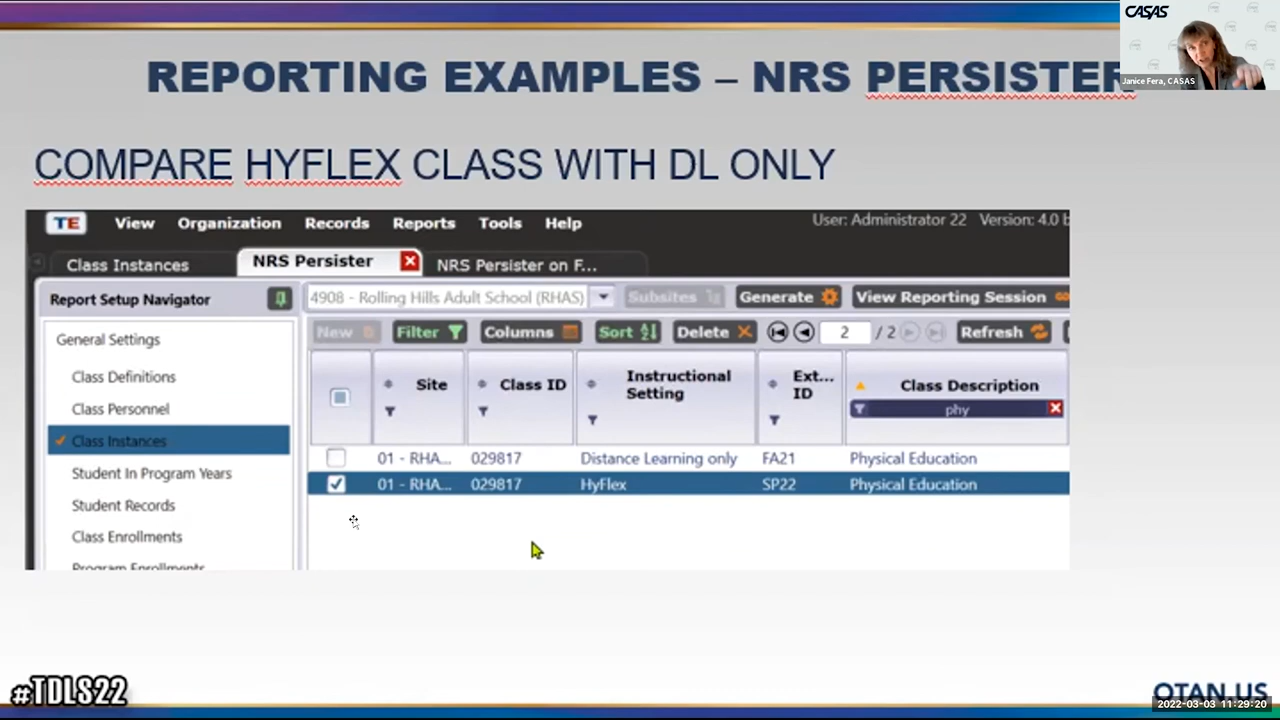 CASAS
Janice Fera, CASAS
REPORTING EXAMPLES – NRS PERSISTER
COMPARE HYFLEX CLASS WITH DL ONLY
TE View Organization Records Reports Tools Help User: Administrator 22 Version: 4.0 b
Class Instances NRS Persister NRS Persister on F...
Report Setup Navigator 4908 - Rolling Hills Adult School (RHAS) Subsites Generate View Reporting Session
New Filter Columns Sort Delete 2 / 2 Refresh
General Settings
Class Definitions
Class Personnel
Class Instances
Student In Program Years
Student Records
Class Enrollments
Program Enrollments
Site Class ID Instructional Setting Ext... ID Class Description
phy
01 - RHA... 029817 Distance Learning only FA21 Physical Education
01 - RHA... 029817 HyFlex SP22 Physical Education
#TDLS22
OTAN.US
2022-03-03 11:29:20